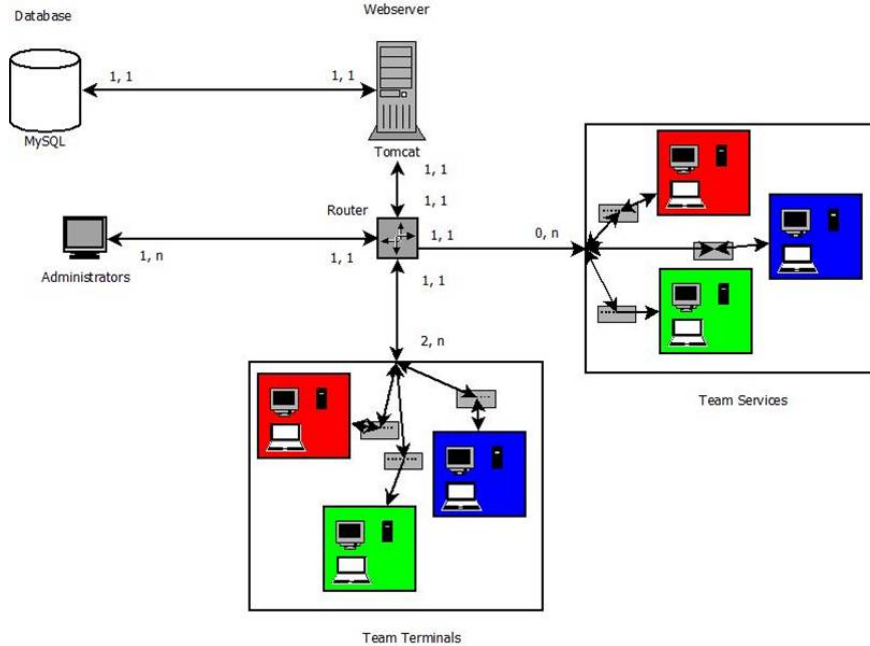 Webserver
Database
1, 1
1, 1
MySQL
Tomcat
1, 1
1, 1
Router
1, 1
0, n
1, n
1, 1
Administrators
1, 1
2, n
Team Services
Team Terminals